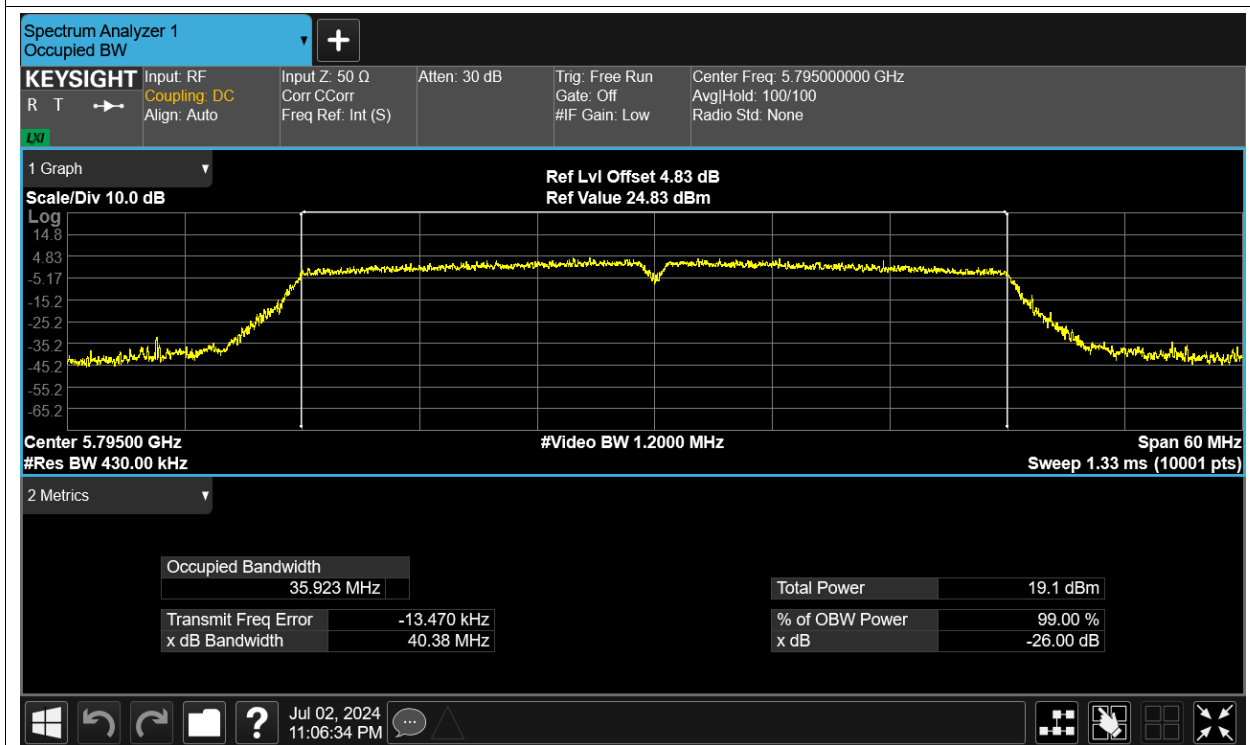 Spectrum Analyzer 1
Occupied BW
KEYSIGHT
R T
LXI
Input: RF
Coupling: DC
Align: Auto
Input Z: 50 Ω
Corr CCorr
Freq Ref: Int (S)
Atten: 30 dB
Trig: Free Run
Gate: Off
#IF Gain: Low
Center Freq: 5.795000000 GHz
Avg|Hold: 100/100
Radio Std: None
1 Graph
Scale/Div 10.0 dB
Ref Lvl Offset 4.83 dB
Ref Value 24.83 dBm
Log
14.8
4.83
-5.17
-15.2
-25.2
-35.2
-45.2
-55.2
-65.2
Center 5.79500 GHz
#Video BW 1.2000 MHz
Span 60 MHz
#Res BW 430.00 kHz
Sweep 1.33 ms (10001 pts)
2 Metrics
Occupied Bandwidth
35.923 MHz
Transmit Freq Error -13.470 kHz
x dB Bandwidth 40.38 MHz
Total Power 19.1 dBm
% of OBW Power 99.00 %
x dB -26.00 dB
?
Jul 02, 2024
11:06:34 PM